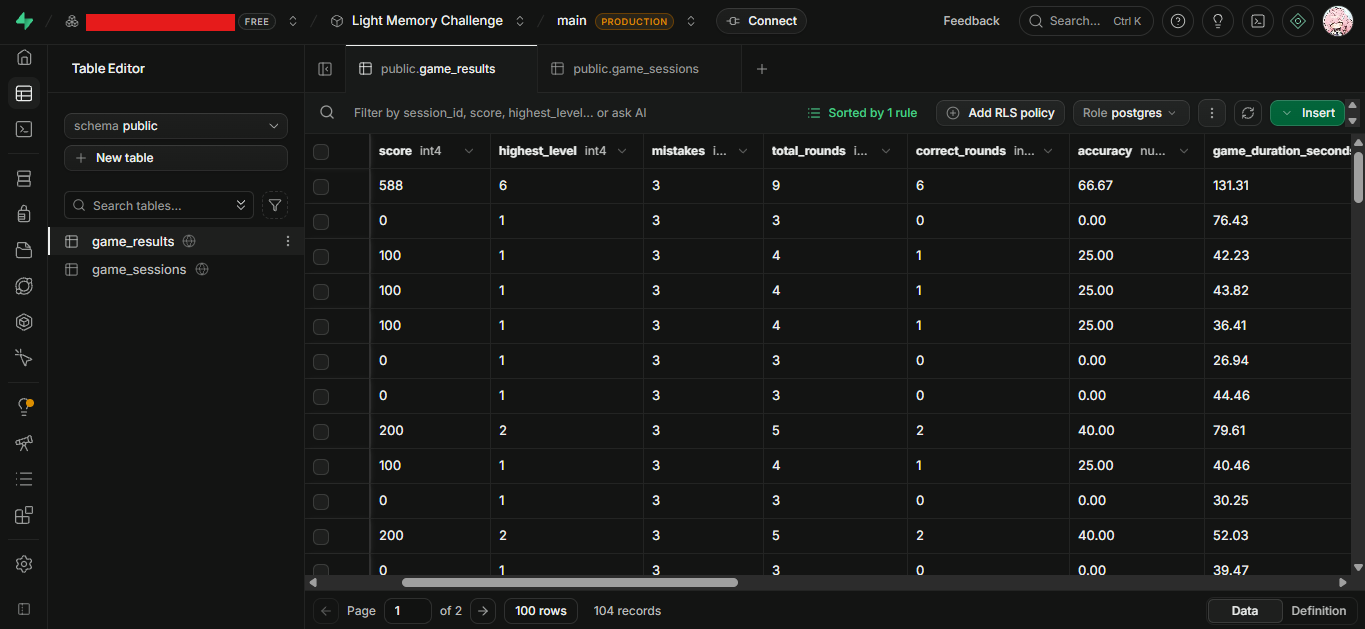 / FREE / Light Memory Challenge / main PRODUCTION Connect Feedback Search... Ctrl K
Table Editor
public.game_results public.game_sessions
schema public
New table
Search tables...
game_results
game_sessions
Filter by session_id, score, highest_level... or ask AI Sorted by 1 rule Add RLS policy Role postgres Insert
score int4 highest_level int4 mistakes i... total_rounds i... correct_rounds in... accuracy nu... game_duration_seconds
588 6 3 9 6 66.67 131.31
0 1 3 3 0 0.00 76.43
100 1 3 4 1 25.00 42.23
100 1 3 4 1 25.00 43.82
100 1 3 4 1 25.00 36.41
0 1 3 3 0 0.00 26.94
0 1 3 3 0 0.00 44.46
200 2 3 5 2 40.00 79.61
100 1 3 4 1 25.00 40.46
0 1 3 3 0 0.00 30.25
200 2 3 5 2 40.00 52.03
0 1 3 3 0 0.00 39.47
Page 1 of 2 100 rows 104 records Data Definition